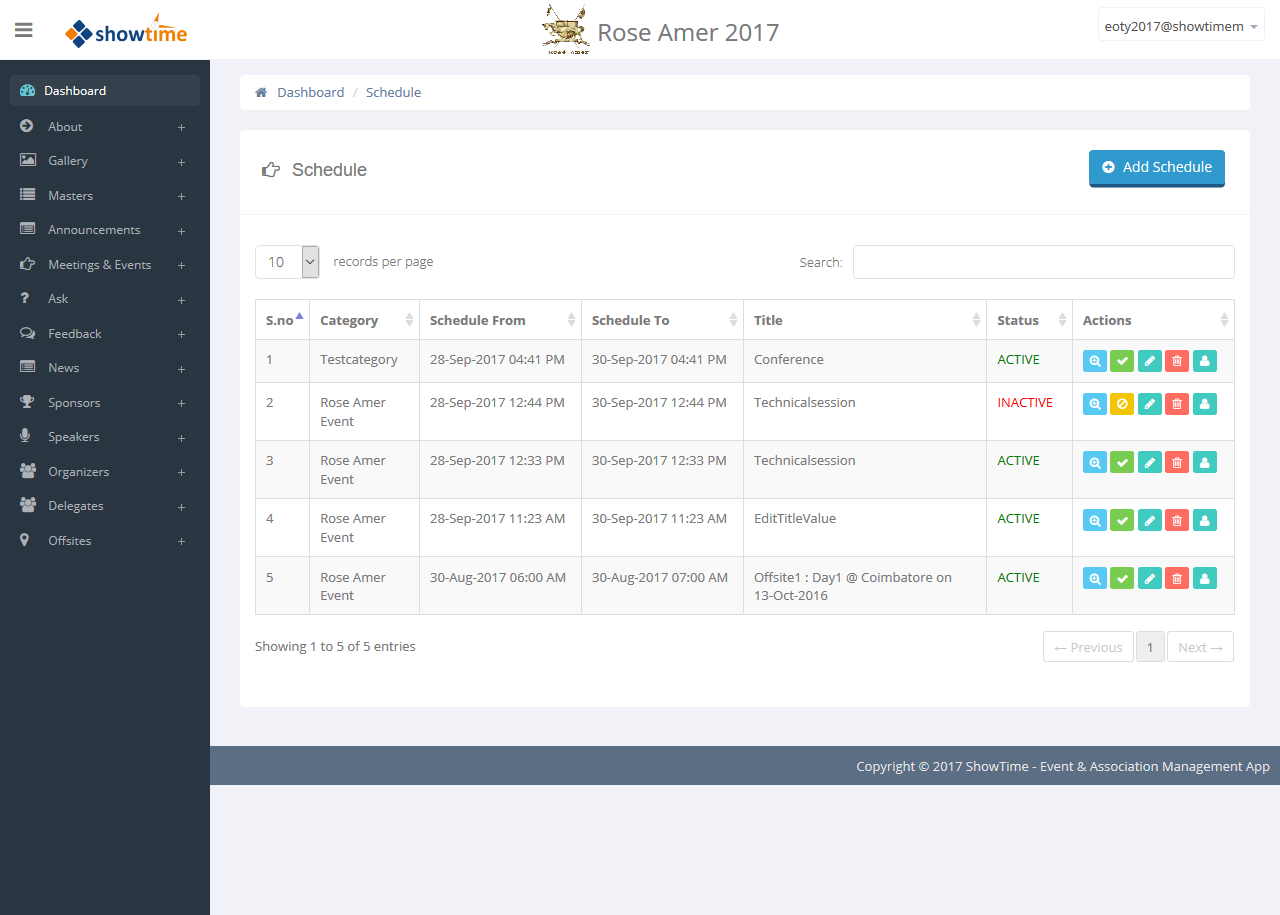 showtime
Rose Amer 2017
eoty2017@showtimem
Dashboard
About +
Gallery +
Masters +
Announcements +
Meetings & Events +
Ask +
Feedback +
News +
Sponsors +
Speakers +
Organizers +
Delegates +
Offsites +
Dashboard / Schedule
Schedule
Add Schedule
10 records per page
Search:
S.no Category Schedule From Schedule To Title Status Actions
1 Testcategory 28-Sep-2017 04:41 PM 30-Sep-2017 04:41 PM Conference ACTIVE
2 Rose Amer 28-Sep-2017 12:44 PM 30-Sep-2017 12:44 PM Technicalsession INACTIVE
Event
3 Rose Amer 28-Sep-2017 12:33 PM 30-Sep-2017 12:33 PM Technicalsession ACTIVE
Event
4 Rose Amer 28-Sep-2017 11:23 AM 30-Sep-2017 11:23 AM EditTitleValue ACTIVE
Event
5 Rose Amer 30-Aug-2017 06:00 AM 30-Aug-2017 07:00 AM Offsite1 : Day1 @ Coimbatore on ACTIVE
Event 13-Oct-2016
Showing 1 to 5 of 5 entries
← Previous 1 Next →
Copyright © 2017 ShowTime - Event & Association Management App